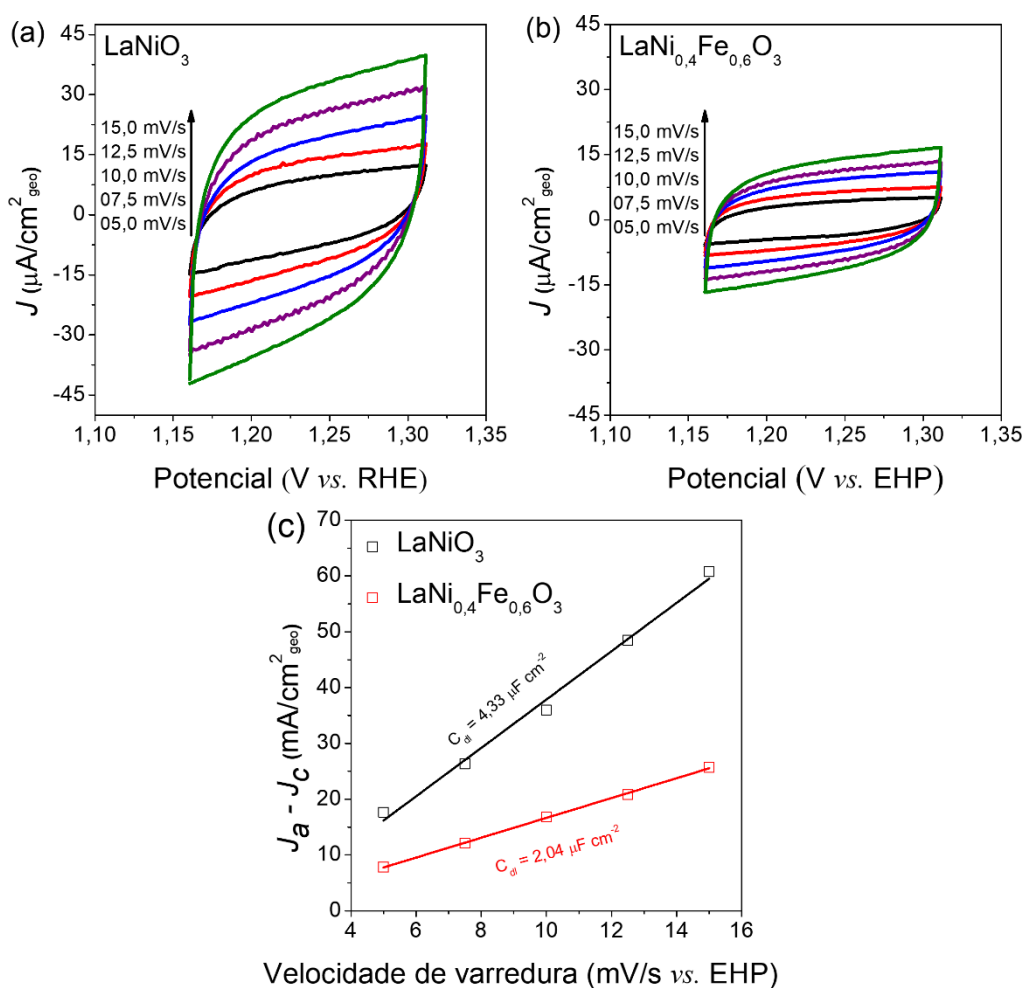 (a)
LaNiO₃
45
30
15
0
-15
-30
-45
J (µA/cm²geo)
15,0 mV/s
12,5 mV/s
10,0 mV/s
07,5 mV/s
05,0 mV/s
1,10 1,15 1,20 1,25 1,30 1,35
Potencial (V vs. RHE)
(b)
LaNi₀,₄Fe₀,₆O₃
45
30
15
0
-15
-30
-45
J (µA/cm²geo)
15,0 mV/s
12,5 mV/s
10,0 mV/s
07,5 mV/s
05,0 mV/s
1,10 1,15 1,20 1,25 1,30 1,35
Potencial (V vs. EHP)
(c)
70
60
50
40
30
20
10
0
Jₐ - J_C (mA/cm²geo)
LaNiO₃
LaNi₀,₄Fe₀,₆O₃
C_dl = 4,33 µF cm⁻²
C_dl = 2,04 µF cm⁻²
4 6 8 10 12 14 16
Velocidade de varredura (mV/s vs. EHP)